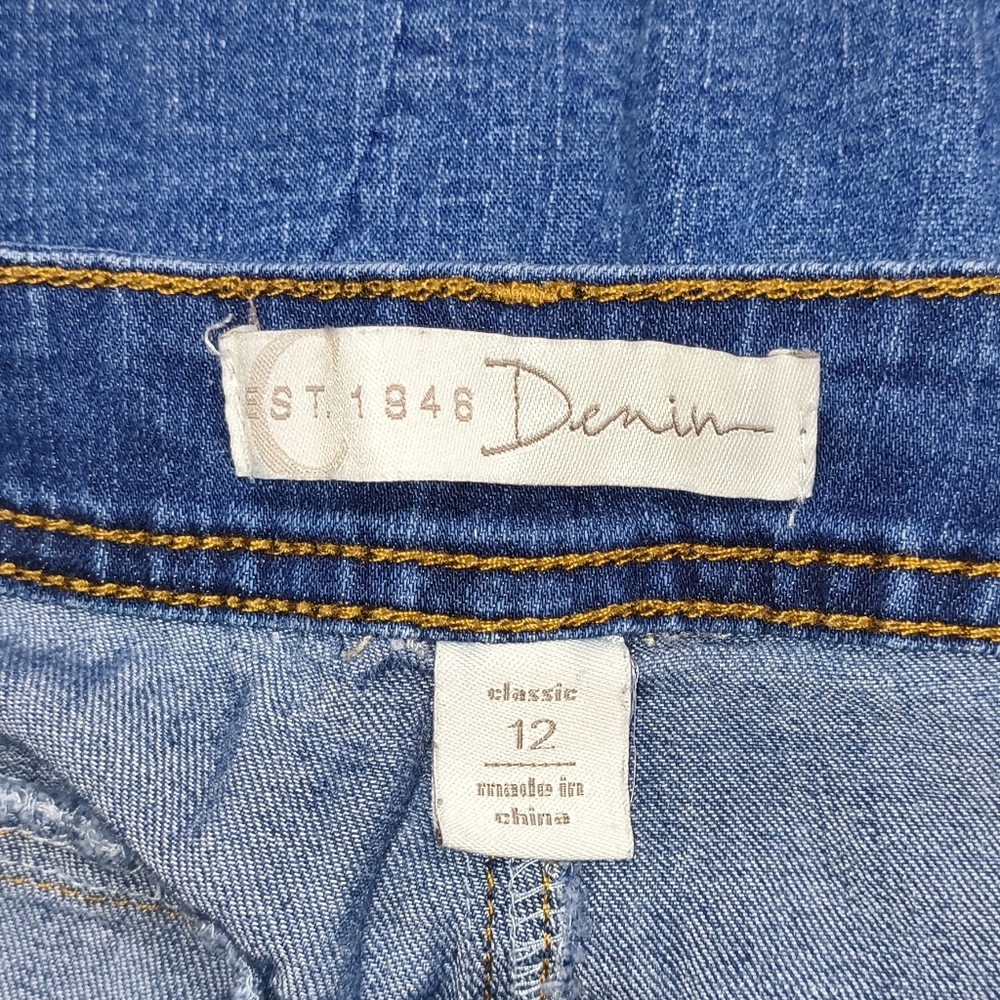 EST. 1946 Denim
classic
12
made in
china